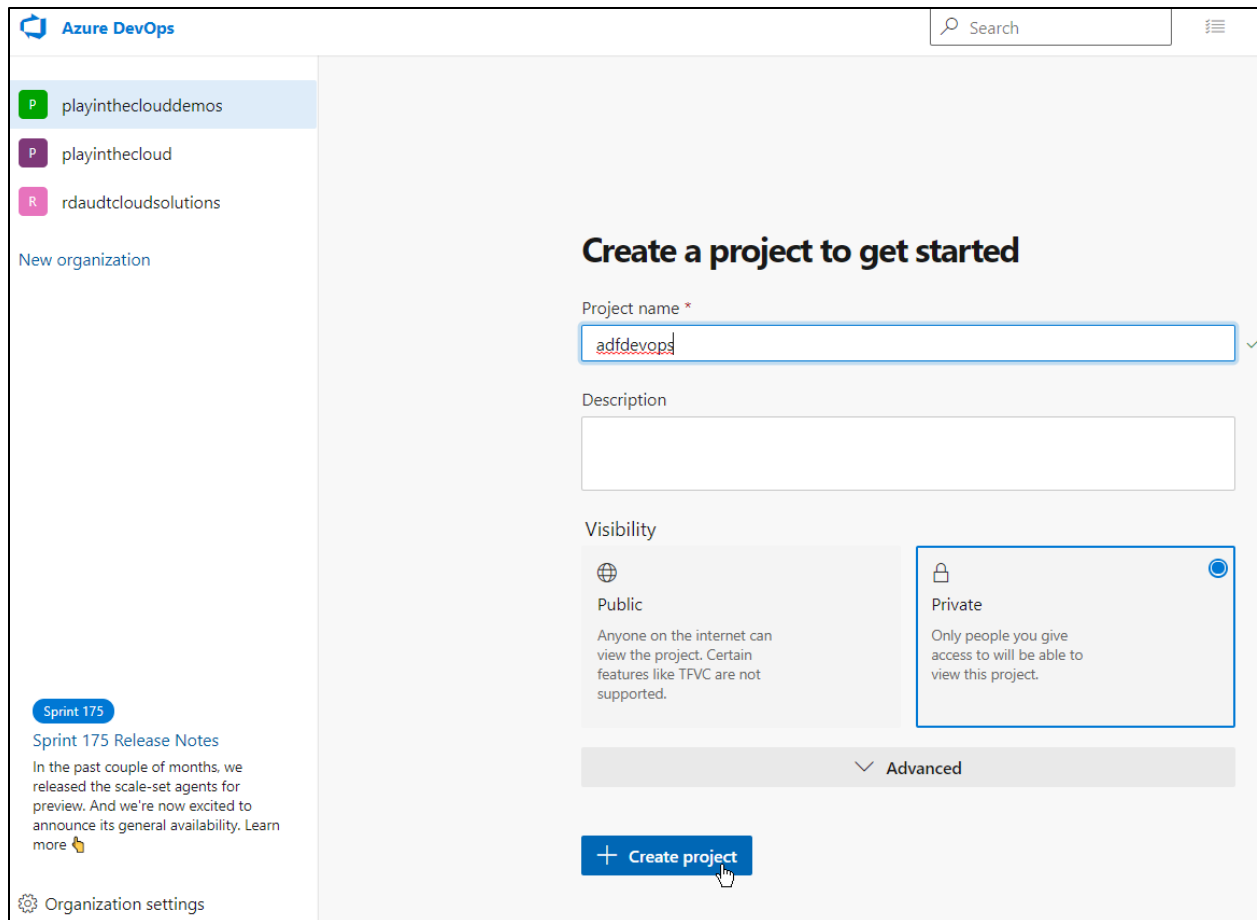 Azure DevOps
Search
P playintheclouddemos
P playinthecloud
R rdaudtcloudsolutions
New organization
Create a project to get started
Project name *
adfdevops
Description
Visibility
Public
Anyone on the internet can
view the project. Certain
features like TFVC are not
supported.
Private
Only people you give
access to will be able to
view this project.
Advanced
Create project
Sprint 175
Sprint 175 Release Notes
In the past couple of months, we
released the scale-set agents for
preview. And we're now excited to
announce its general availability. Learn
more 👆
Organization settings